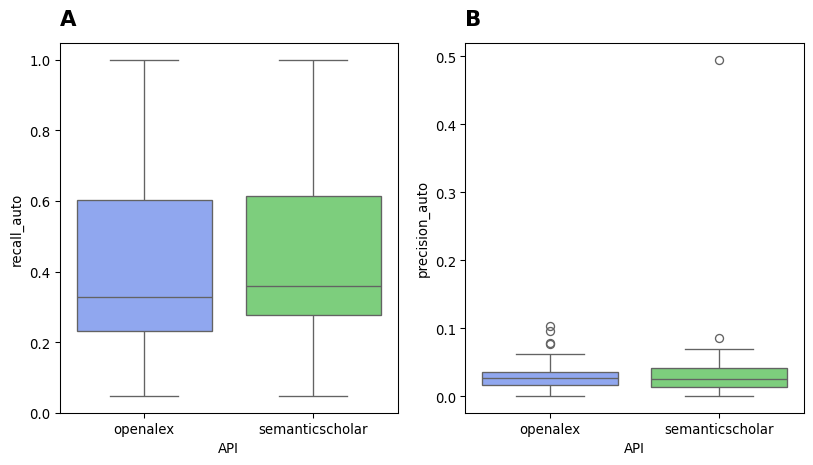 A
1.0
0.8
0.6
0.4
0.2
0.0
recall_auto
openalex
semanticscholar
API
B
0.5
0.4
0.3
0.2
0.1
0.0
precision_auto
openalex
semanticscholar
API